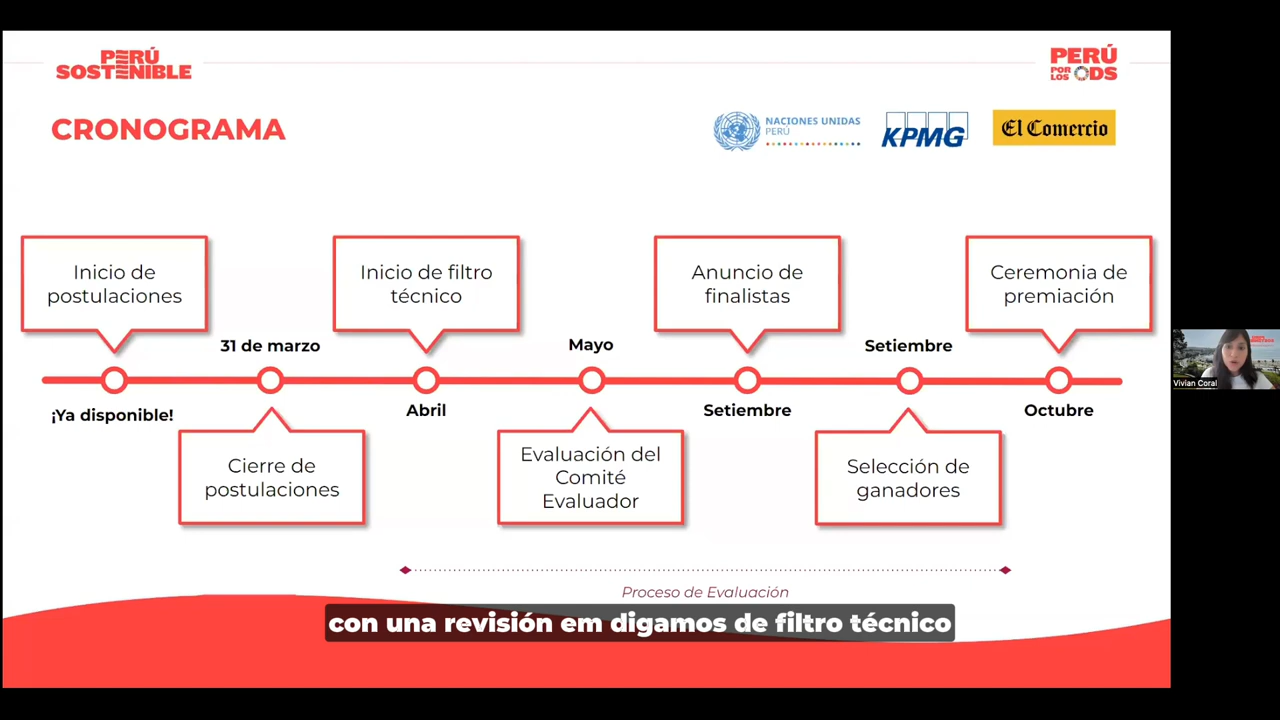 PERÚ
SOSTENIBLE
PERÚ
POR
LOS
ODS
CRONOGRAMA
NACIONES UNIDAS
PERÚ
KPMG
El Comercio
Inicio de
postulaciones
Inicio de filtro
técnico
Anuncio de
finalistas
Ceremonia de
premiación
31 de marzo
Mayo
Setiembre
¡Ya disponible!
Abril
Setiembre
Octubre
Cierre de
postulaciones
Evaluación del
Comité
Evaluador
Selección de
ganadores
Proceso de Evaluación
con una revisión em digamos de filtro técnico
Vivian Coral